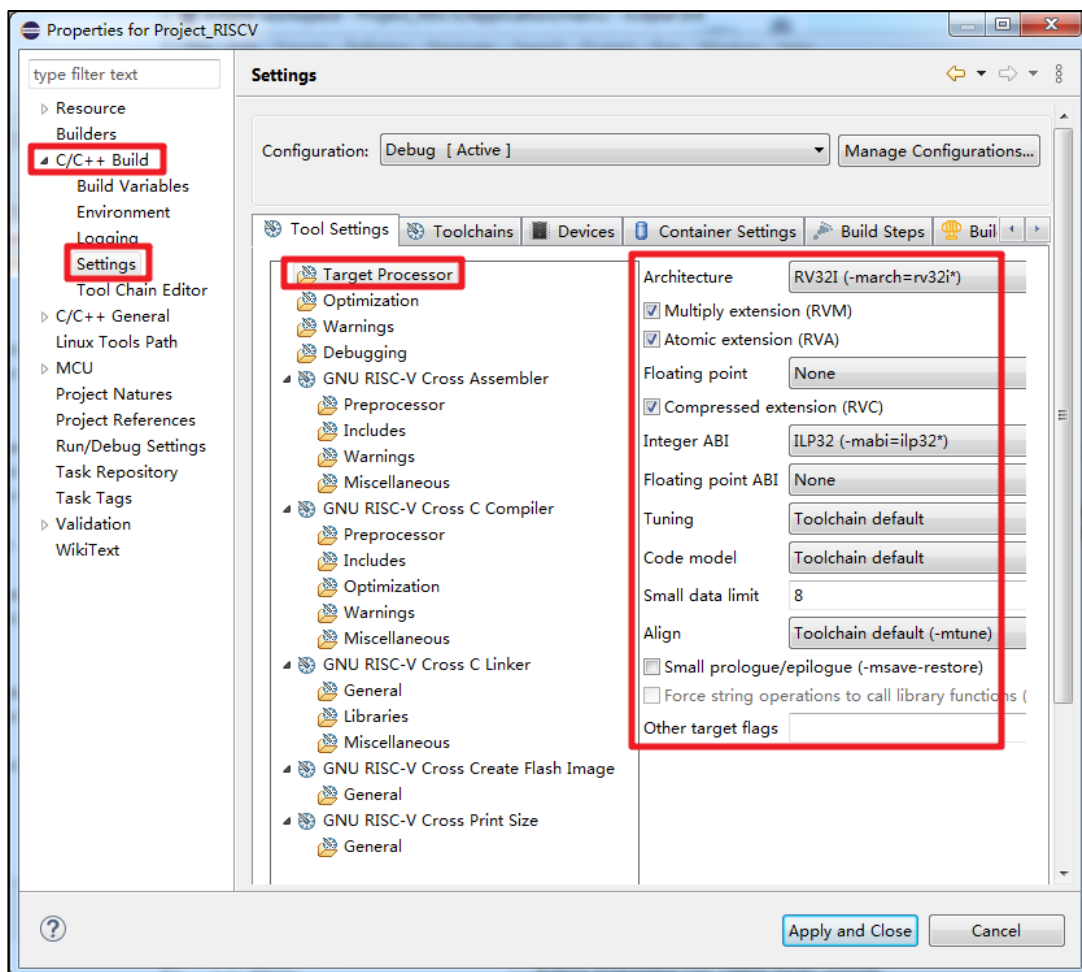 Properties for Project_RISCV
type filter text
Settings
Resource
Builders
C/C++ Build
Build Variables
Environment
Logging
Settings
Tool Chain Editor
C/C++ General
Linux Tools Path
MCU
Project Natures
Project References
Run/Debug Settings
Task Repository
Task Tags
Validation
WikiText
Configuration: Debug [ Active ] Manage Configurations...
Tool Settings Toolchains Devices Container Settings Build Steps Buil
Target Processor
Optimization
Warnings
Debugging
GNU RISC-V Cross Assembler
Preprocessor
Includes
Warnings
Miscellaneous
GNU RISC-V Cross C Compiler
Preprocessor
Includes
Optimization
Warnings
Miscellaneous
GNU RISC-V Cross C Linker
General
Libraries
Miscellaneous
GNU RISC-V Cross Create Flash Image
General
GNU RISC-V Cross Print Size
General
Architecture RV32I (-march=rv32i*)
Multiply extension (RVM)
Atomic extension (RVA)
Floating point None
Compressed extension (RVC)
Integer ABI ILP32 (-mabi=ilp32*)
Floating point ABI None
Tuning Toolchain default
Code model Toolchain default
Small data limit 8
Align Toolchain default (-mtune)
Small prologue/epilogue (-msave-restore)
Force string operations to call library functions (
Other target flags
Apply and Close Cancel